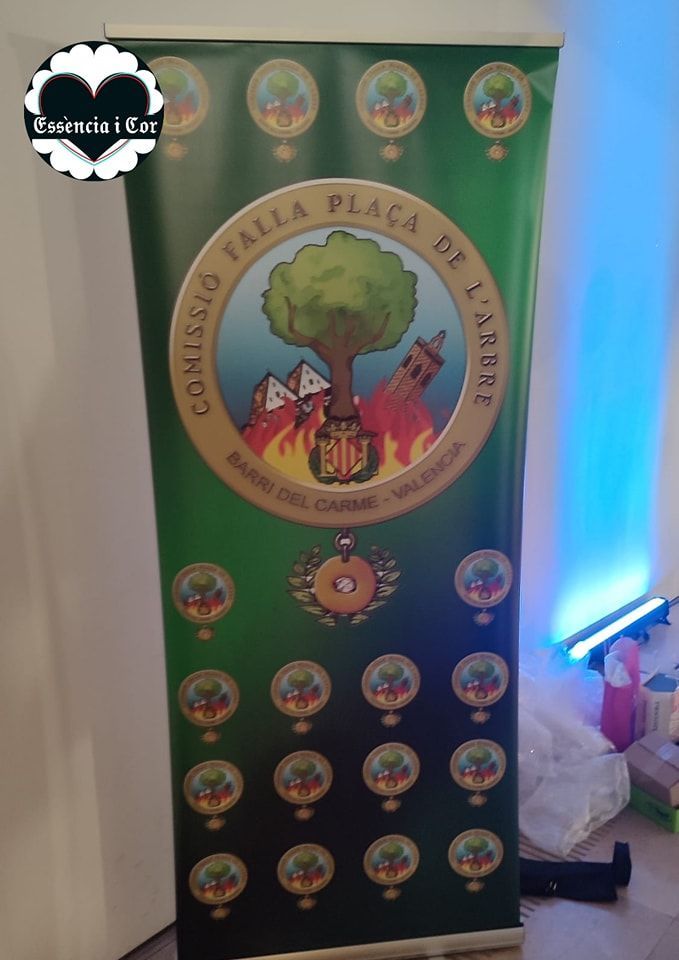 Essència i Cor
COMISSIÓ FALLA PLAÇA DE L'ARBRE
BARRI DEL CARME - VALENCIA